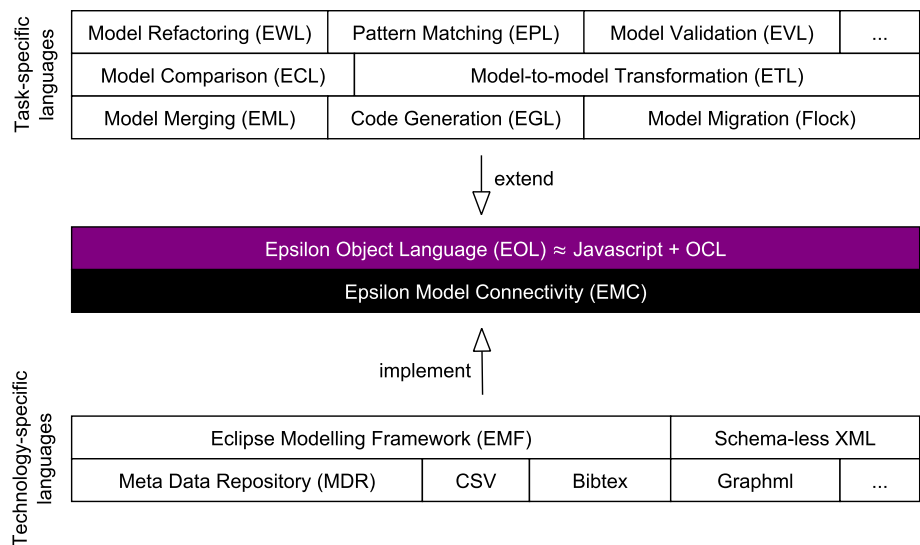 Task-specific
languages
Model Refactoring (EWL)
Pattern Matching (EPL)
Model Validation (EVL)
...
Model Comparison (ECL)
Model-to-model Transformation (ETL)
Model Merging (EML)
Code Generation (EGL)
Model Migration (Flock)
extend
Epsilon Object Language (EOL) ≈ Javascript + OCL
Epsilon Model Connectivity (EMC)
implement
Technology-specific
languages
Eclipse Modelling Framework (EMF)
Schema-less XML
Meta Data Repository (MDR)
CSV
Bibtex
Graphml
...